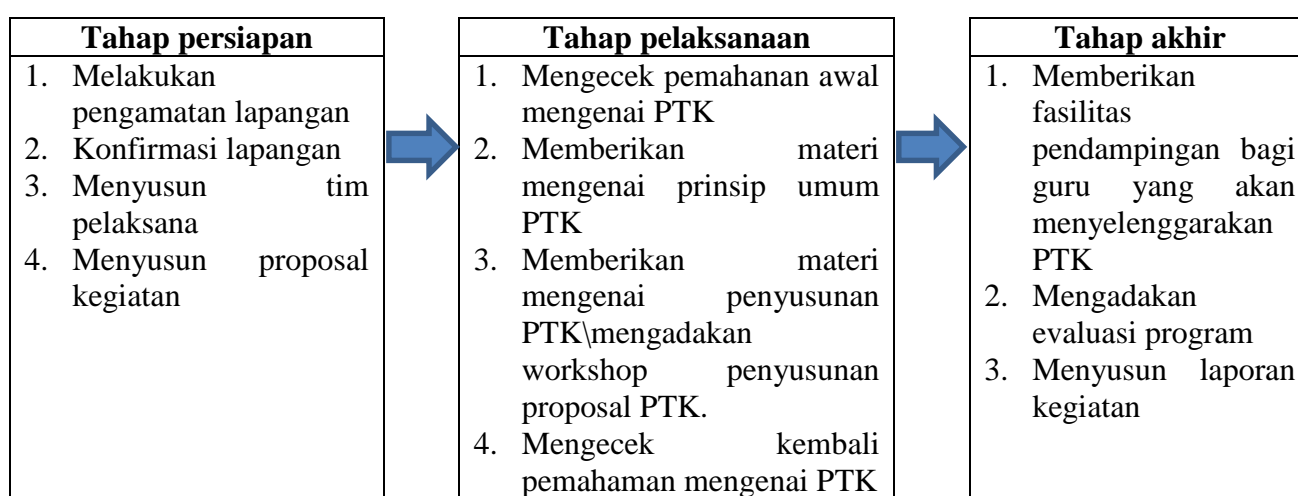 Tahap persiapan
1. Melakukan
pengamatan lapangan
2. Konfirmasi lapangan
3. Menyusun tim
pelaksana
4. Menyusun proposal
kegiatan
Tahap pelaksanaan
1. Mengecek pemahanan awal
mengenai PTK
2. Memberikan materi
mengenai prinsip umum
PTK
3. Memberikan materi
mengenai penyusunan
PTK\mengadakan
workshop penyusunan
proposal PTK.
4. Mengecek kembali
pemahaman mengenai PTK
Tahap akhir
1. Memberikan
fasilitas
pendampingan bagi
guru yang akan
menyelenggarakan
PTK
2. Mengadakan
evaluasi program
3. Menyusun laporan
kegiatan